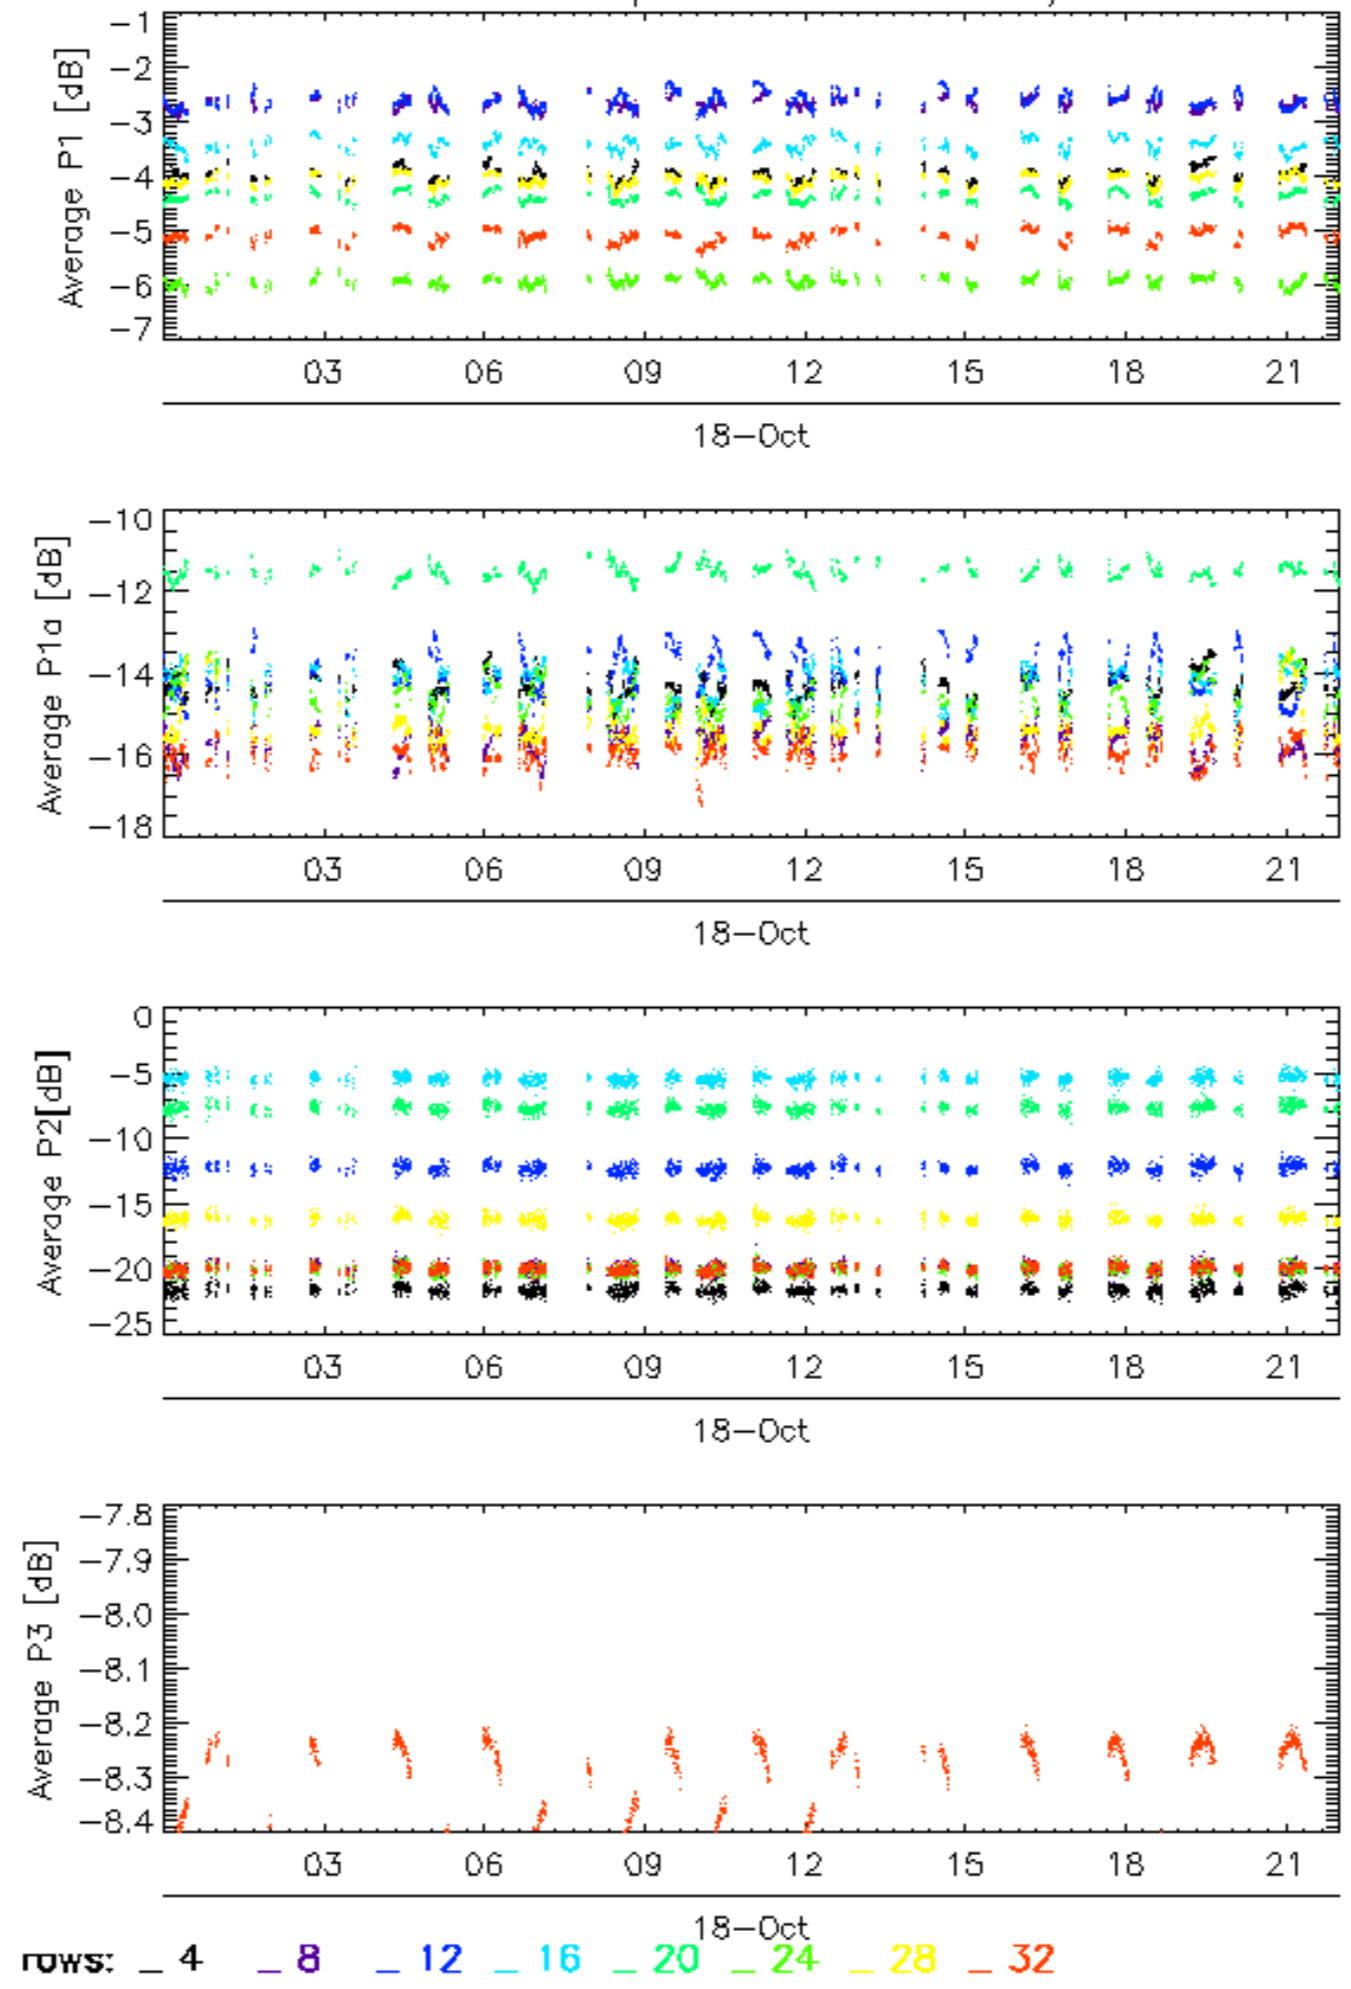 Average P1 [dB]
−1
−2
−3
−4
−5
−6
−7
03 06 09 12 15 18 21
18−Oct
Average P1a [dB]
−10
−12
−14
−16
−18
03 06 09 12 15 18 21
18−Oct
Average P2[dB]
0
−5
−10
−15
−20
−25
03 06 09 12 15 18 21
18−Oct
Average P3 [dB]
−7.8
−7.9
−8.0
−8.1
−8.2
−8.3
−8.4
03 06 09 12 15 18 21
18−Oct
rows: _ 4 _ 8 _ 12 _ 16 _ 20 _ 24 _ 28 _ 32